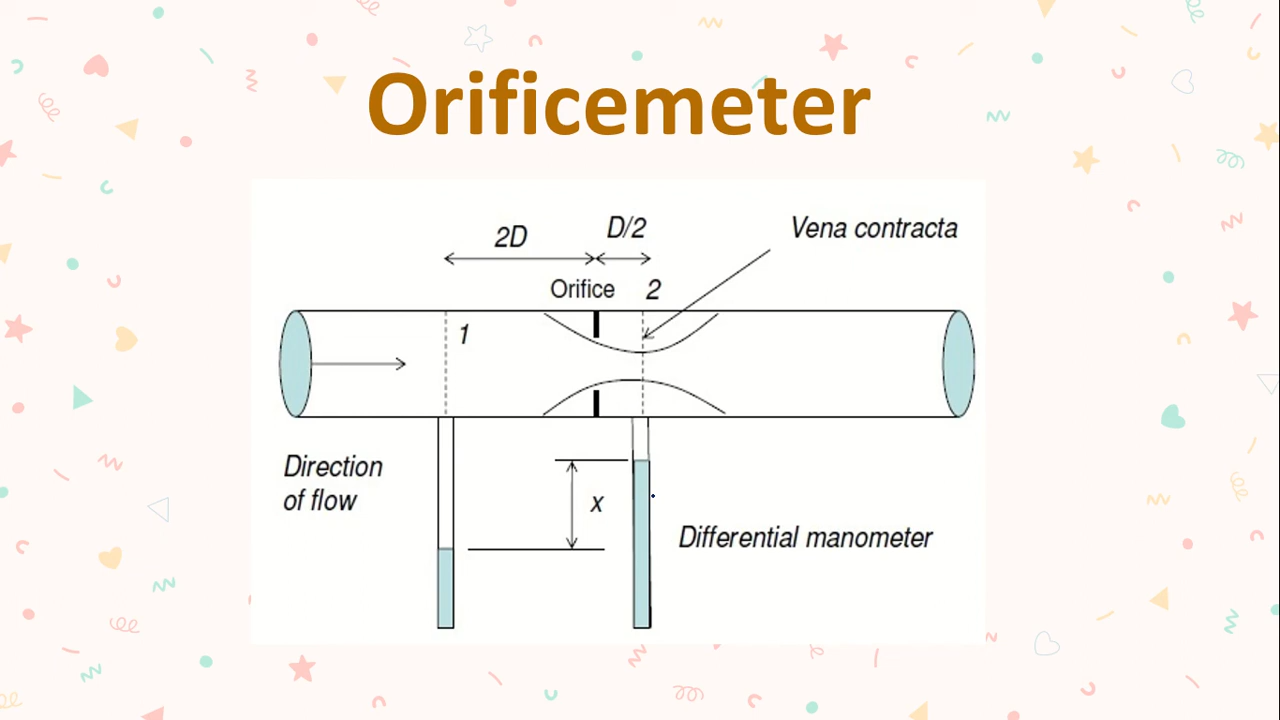 Orificemeter
2D
D/2
Vena contracta
Orifice
2
1
Direction
of flow
x
Differential manometer